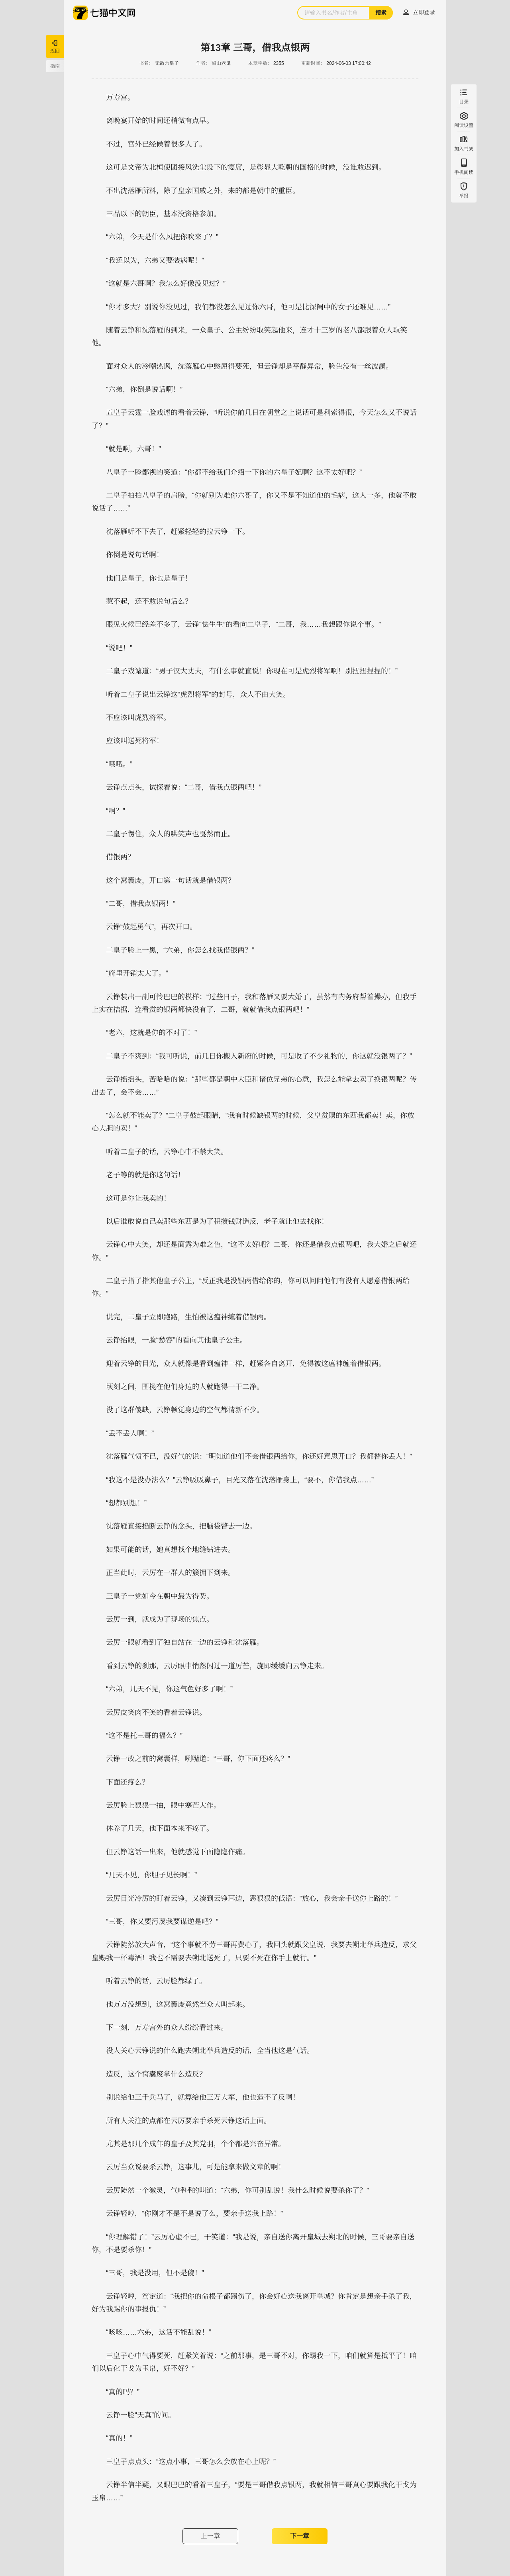 七猫中文网
请输入书名/作者/主角
搜索
立即登录
返回
指南
目录
阅读设置
加入书架
手机阅读
举报
第13章 三哥，借我点银两
书名： 无敌六皇子 作者： 梁山老鬼 本章字数： 2355 更新时间： 2024-06-03 17:00:42
万寿宫。
离晚宴开始的时间还稍微有点早。
不过，宫外已经候着很多人了。
这可是文帝为北桓使团接风洗尘设下的宴席，是彰显大乾朝的国格的时候，没谁敢迟到。
不出沈落雁所料，除了皇亲国戚之外，来的都是朝中的重臣。
三品以下的朝臣，基本没资格参加。
“六弟，今天是什么风把你吹来了？”
“我还以为，六弟又要装病呢！”
“这就是六哥啊？我怎么好像没见过？”
“你才多大？别说你没见过，我们都没怎么见过你六哥，他可是比深闺中的女子还难见……”
随着云铮和沈落雁的到来，一众皇子、公主纷纷取笑起他来，连才十三岁的老八都跟着众人取笑
他。
面对众人的冷嘲热讽，沈落雁心中憋屈得要死，但云铮却是平静异常，脸色没有一丝波澜。
“六弟，你倒是说话啊！”
五皇子云霆一脸戏谑的看着云铮，“听说你前几日在朝堂之上说话可是利索得很，今天怎么又不说话
了？”
“就是啊，六哥！”
八皇子一脸鄙视的笑道：“你都不给我们介绍一下你的六皇子妃啊？这不太好吧？”
二皇子拍拍八皇子的肩膀，“你就别为难你六哥了，你又不是不知道他的毛病，这人一多，他就不敢
说话了……”
沈落雁听不下去了，赶紧轻轻的拉云铮一下。
你倒是说句话啊！
他们是皇子，你也是皇子！
惹不起，还不敢说句话么？
眼见火候已经差不多了，云铮“怯生生”的看向二皇子，“二哥，我……我想跟你说个事。”
“说吧！”
二皇子戏谑道：“男子汉大丈夫，有什么事就直说！你现在可是虎烈将军啊！别扭扭捏捏的！”
听着二皇子说出云铮这“虎烈将军”的封号，众人不由大笑。
不应该叫虎烈将军。
应该叫送死将军！
“哦哦。”
云铮点点头，试探着说：“二哥，借我点银两吧！”
“啊？”
二皇子愣住，众人的哄笑声也戛然而止。
借银两？
这个窝囊废，开口第一句话就是借银两？
“二哥，借我点银两！”
云铮“鼓起勇气”，再次开口。
二皇子脸上一黑，“六弟，你怎么找我借银两？”
“府里开销太大了。”
云铮装出一副可怜巴巴的模样：“过些日子，我和落雁又要大婚了，虽然有内务府帮着操办，但我手
上实在拮据，连看赏的银两都快没有了，二哥，就就借我点银两吧！”
“老六，这就是你的不对了！”
二皇子不爽到：“我可听说，前几日你搬入新府的时候，可是收了不少礼物的，你这就没银两了？”
云铮摇摇头，苦哈哈的说：“那些都是朝中大臣和诸位兄弟的心意，我怎么能拿去卖了换银两呢？传
出去了，会不会……”
“怎么就不能卖了？”二皇子鼓起眼睛，“我有时候缺银两的时候，父皇赏赐的东西我都卖！卖，你放
心大胆的卖！”
听着二皇子的话，云铮心中不禁大笑。
老子等的就是你这句话！
这可是你让我卖的！
以后谁敢说自己卖那些东西是为了积攒钱财造反，老子就让他去找你！
云铮心中大笑，却还是面露为难之色，“这不太好吧？二哥，你还是借我点银两吧，我大婚之后就还
你。”
二皇子指了指其他皇子公主，“反正我是没银两借给你的，你可以问问他们有没有人愿意借银两给
你。”
说完，二皇子立即跑路，生怕被这瘟神缠着借银两。
云铮抬眼，一脸“愁容”的看向其他皇子公主。
迎着云铮的目光，众人就像是看到瘟神一样，赶紧各自离开，免得被这瘟神缠着借银两。
顷刻之间，围拢在他们身边的人就跑得一干二净。
没了这群傻缺，云铮顿觉身边的空气都清新不少。
“丢不丢人啊！”
沈落雁气愤不已，没好气的说：“明知道他们不会借银两给你，你还好意思开口？我都替你丢人！”
“我这不是没办法么？”云铮吸吸鼻子，目光又落在沈落雁身上，“要不，你借我点……”
“想都别想！”
沈落雁直接掐断云铮的念头，把脑袋瞥去一边。
如果可能的话，她真想找个地缝钻进去。
正当此时，云厉在一群人的簇拥下到来。
三皇子一党如今在朝中最为得势。
云厉一到，就成为了现场的焦点。
云厉一眼就看到了独自站在一边的云铮和沈落雁。
看到云铮的刹那，云厉眼中悄然闪过一道厉芒，旋即缓缓向云铮走来。
“六弟，几天不见，你这气色好多了啊！”
云厉皮笑肉不笑的看着云铮说。
“这不是托三哥的福么？”
云铮一改之前的窝囊样，咧嘴道：“三哥，你下面还疼么？”
下面还疼么？
云厉脸上狠狠一抽，眼中寒芒大作。
休养了几天，他下面本来不疼了。
但云铮这话一出来，他就感觉下面隐隐作痛。
“几天不见，你胆子见长啊！”
云厉目光冷厉的盯着云铮，又凑到云铮耳边，恶狠狠的低语：“放心，我会亲手送你上路的！”
“三哥，你又要污蔑我要谋逆是吧？”
云铮陡然放大声音，“这个事就不劳三哥再费心了，我回头就跟父皇说，我要去朔北举兵造反，求父
皇赐我一杯毒酒！我也不需要去朔北送死了，只要不死在你手上就行。”
听着云铮的话，云厉脸都绿了。
他万万没想到，这窝囊废竟然当众大叫起来。
下一刻，万寿宫外的众人纷纷看过来。
没人关心云铮说的什么跑去朔北举兵造反的话，全当他这是气话。
造反，这个窝囊废拿什么造反？
别说给他三千兵马了，就算给他三万大军，他也造不了反啊！
所有人关注的点都在云厉要亲手杀死云铮这话上面。
尤其是那几个成年的皇子及其党羽，个个都是兴奋异常。
云厉当众说要杀云铮，这事儿，可是能拿来做文章的啊！
云厉陡然一个激灵，气呼呼的叫道：“六弟，你可别乱说！我什么时候说要杀你了？”
云铮轻哼，“你刚才不是不是说了么，要亲手送我上路！”
“你理解错了！”云厉心虚不已，干笑道：“我是说，亲自送你离开皇城去朔北的时候，三哥要亲自送
你，不是要杀你！”
“三哥，我是没用，但不是傻！”
云铮轻哼，笃定道：“我把你的命根子都踢伤了，你会好心送我离开皇城？你肯定是想亲手杀了我，
好为我踢你的事报仇！”
“咳咳……六弟，这话不能乱说！”
三皇子心中气得要死，赶紧笑着说：“之前那事，是三哥不对，你踢我一下，咱们就算是抵平了！咱
们以后化干戈为玉帛，好不好？”
“真的吗？”
云铮一脸“天真”的问。
“真的！”
三皇子点点头：“这点小事，三哥怎么会放在心上呢？”
云铮半信半疑，又眼巴巴的看着三皇子，“要是三哥借我点银两，我就相信三哥真心要跟我化干戈为
玉帛……”
上一章
下一章